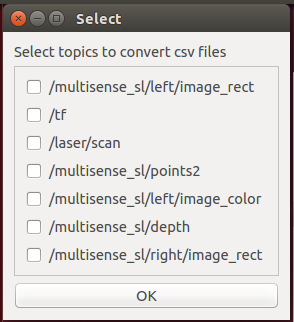 Select
Select topics to convert csv files
/multisense_sl/left/image_rect
/tf
/laser/scan
/multisense_sl/points2
/multisense_sl/left/image_color
/multisense_sl/depth
/multisense_sl/right/image_rect
OK